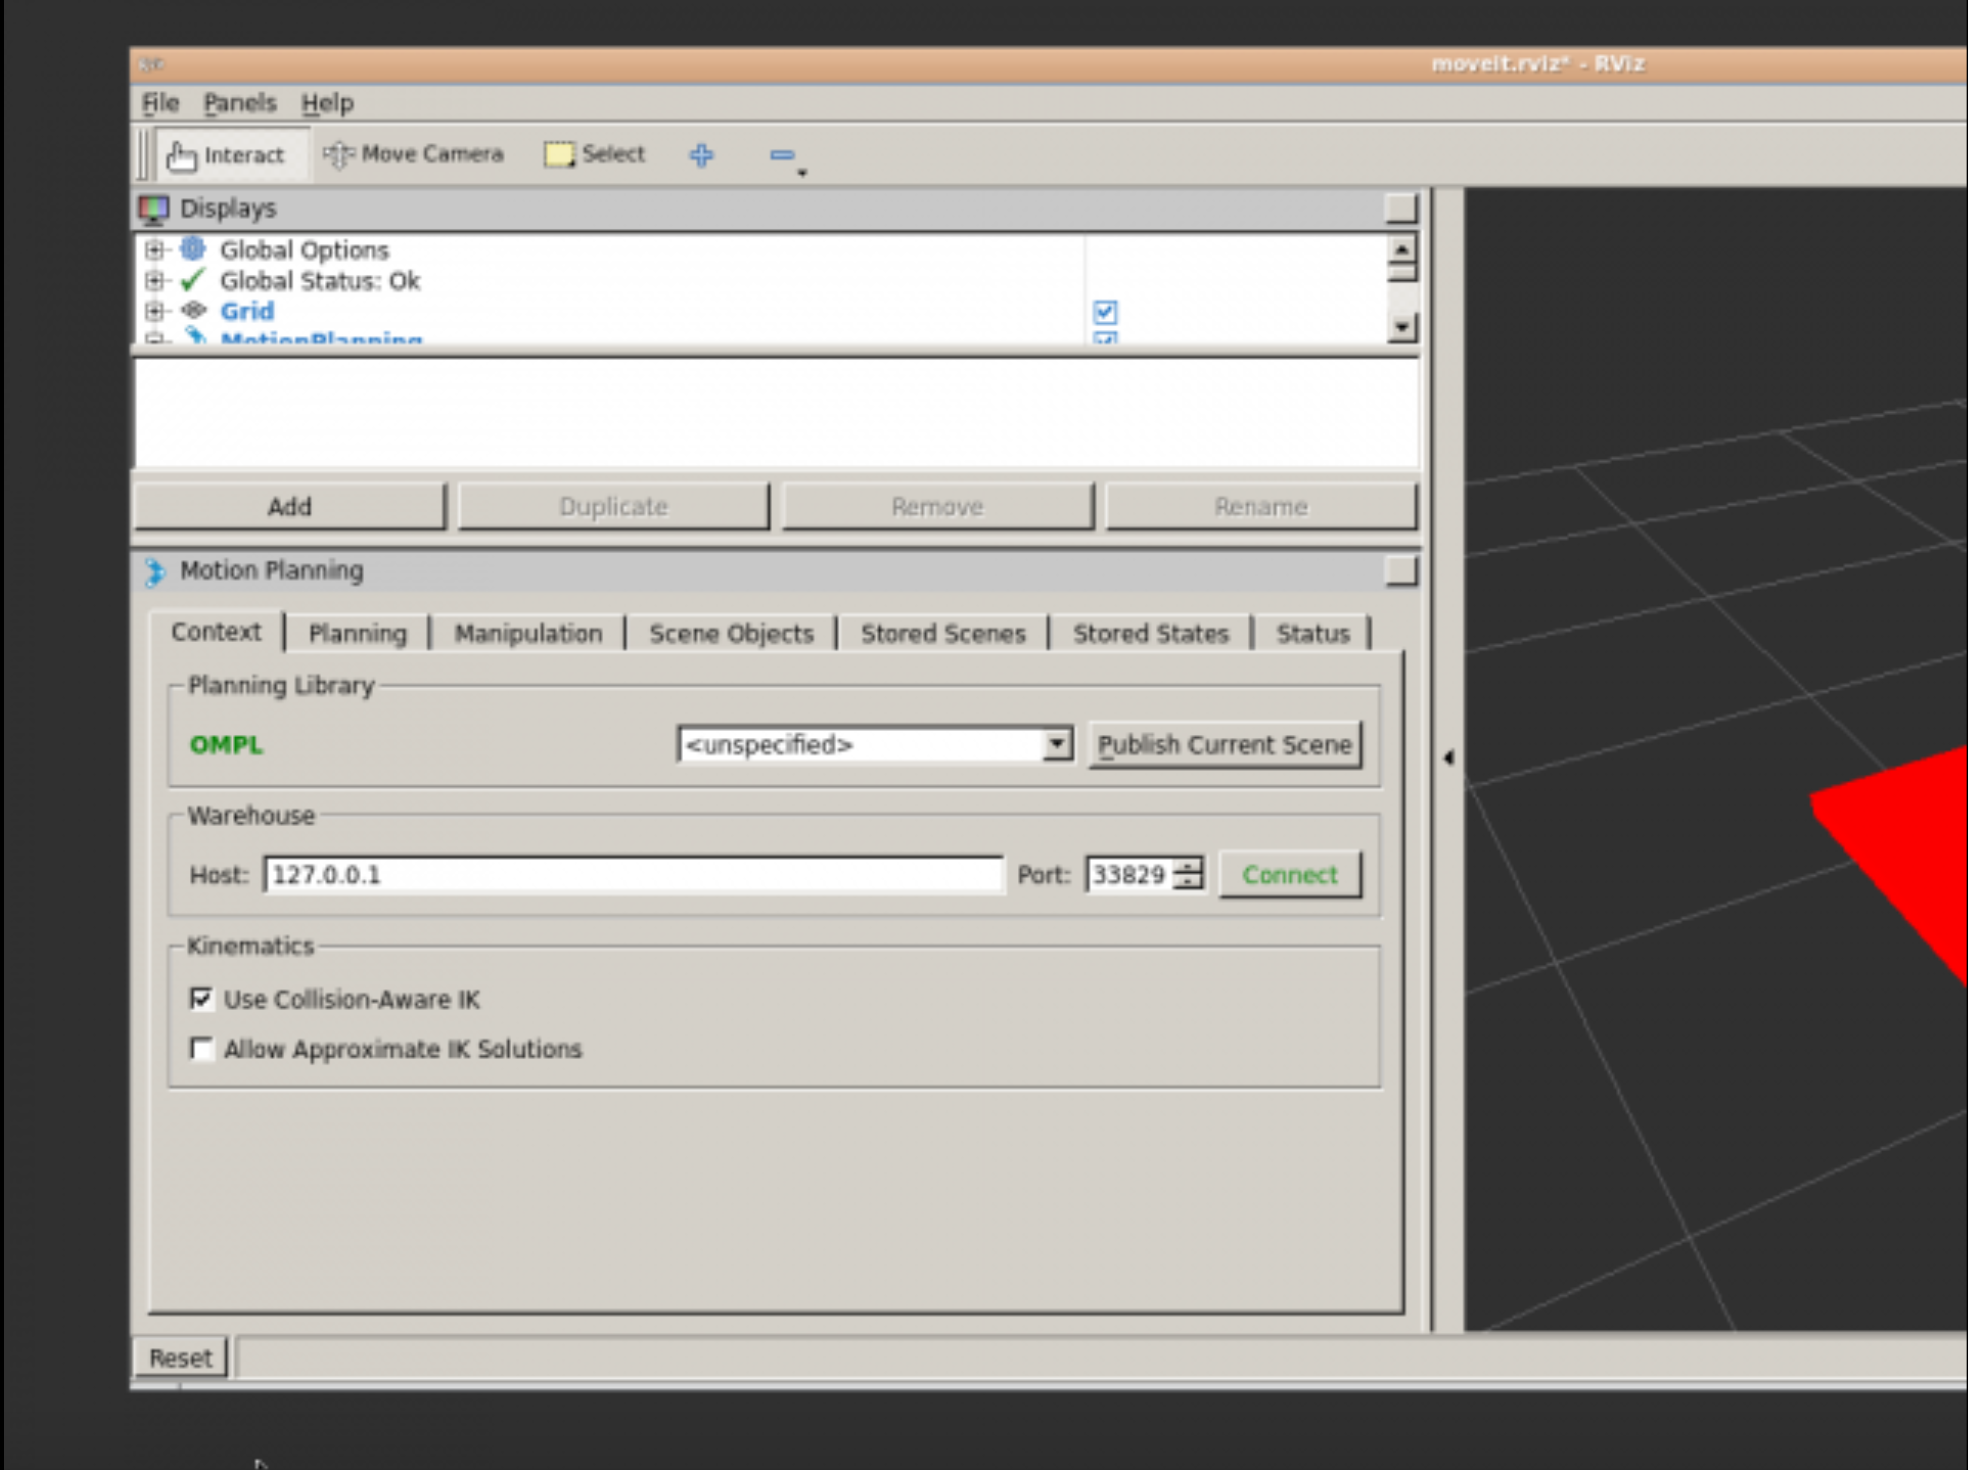 moveit.rviz* - RViz
File Panels Help
Interact Move Camera Select
Displays
Global Options
Global Status: Ok
Grid
MotionPlanning
Add Duplicate Remove Rename
Motion Planning
Context Planning Manipulation Scene Objects Stored Scenes Stored States Status
Planning Library
OMPL <unspecified> Publish Current Scene
Warehouse
Host: 127.0.0.1 Port: 33829 Connect
Kinematics
Use Collision-Aware IK
Allow Approximate IK Solutions
Reset